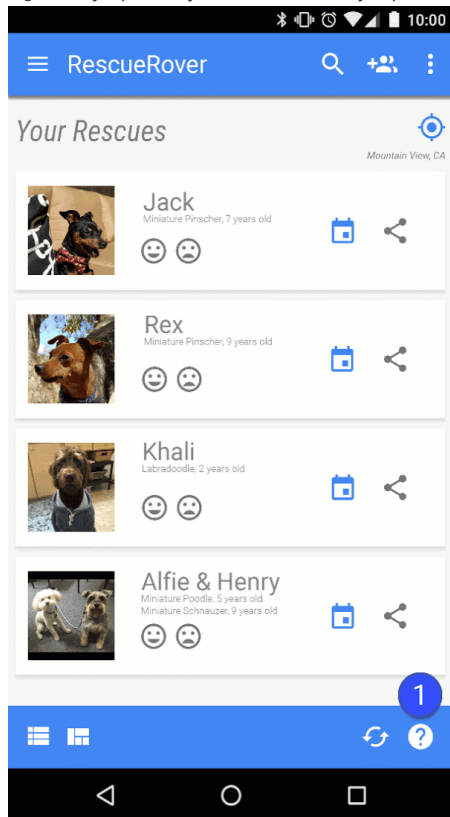 10:00
RescueRover
Your Rescues
Mountain View, CA
Jack
Miniature Pinscher, 7 years old
Rex
Miniature Pinscher, 9 years old
Khali
Labradoodle, 2 years old
Alfie & Henry
Miniature Poodle, 5 years old
Miniature Schnauzer, 9 years old
1
?